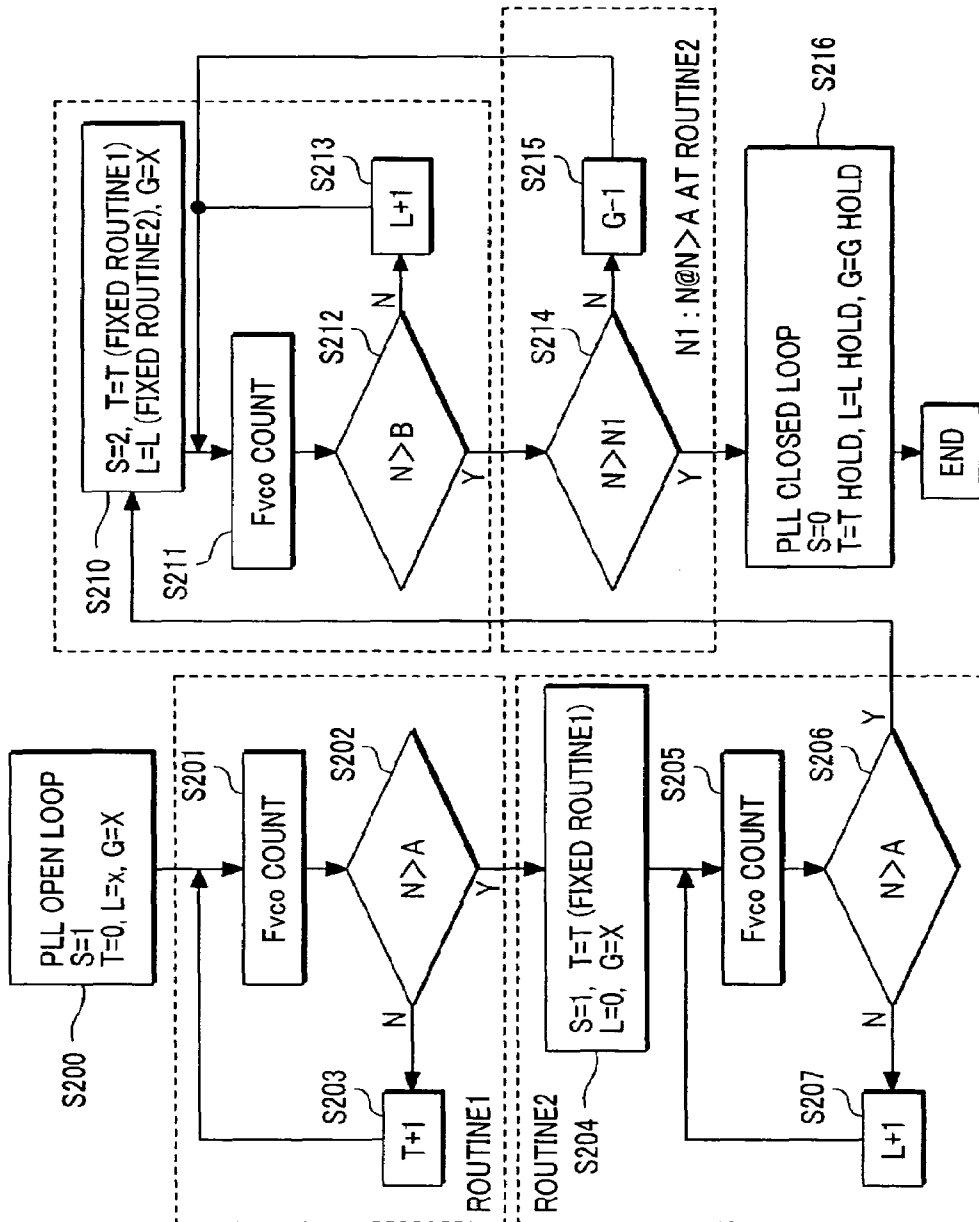 PLL OPEN LOOP
S=1
T=0, L=x, G=X
S200
Fvco COUNT
S201
N>A
S202
N
Y
T+1
S203
ROUTINE1
S=1, T=T (FIXED ROUTINE1)
L=0, G=X
S204
Fvco COUNT
S205
N>A
S206
N
Y
L+1
S207
ROUTINE2
S=2, T=T (FIXED ROUTINE1)
L=L (FIXED ROUTINE2), G=X
S210
Fvco COUNT
S211
N>B
S212
N
Y
L+1
S213
N>N1
S214
N
Y
G-1
S215
N1 : N@N>A AT ROUTINE2
PLL CLOSED LOOP
S=0
T=T HOLD, L=L HOLD, G=G HOLD
S216
END